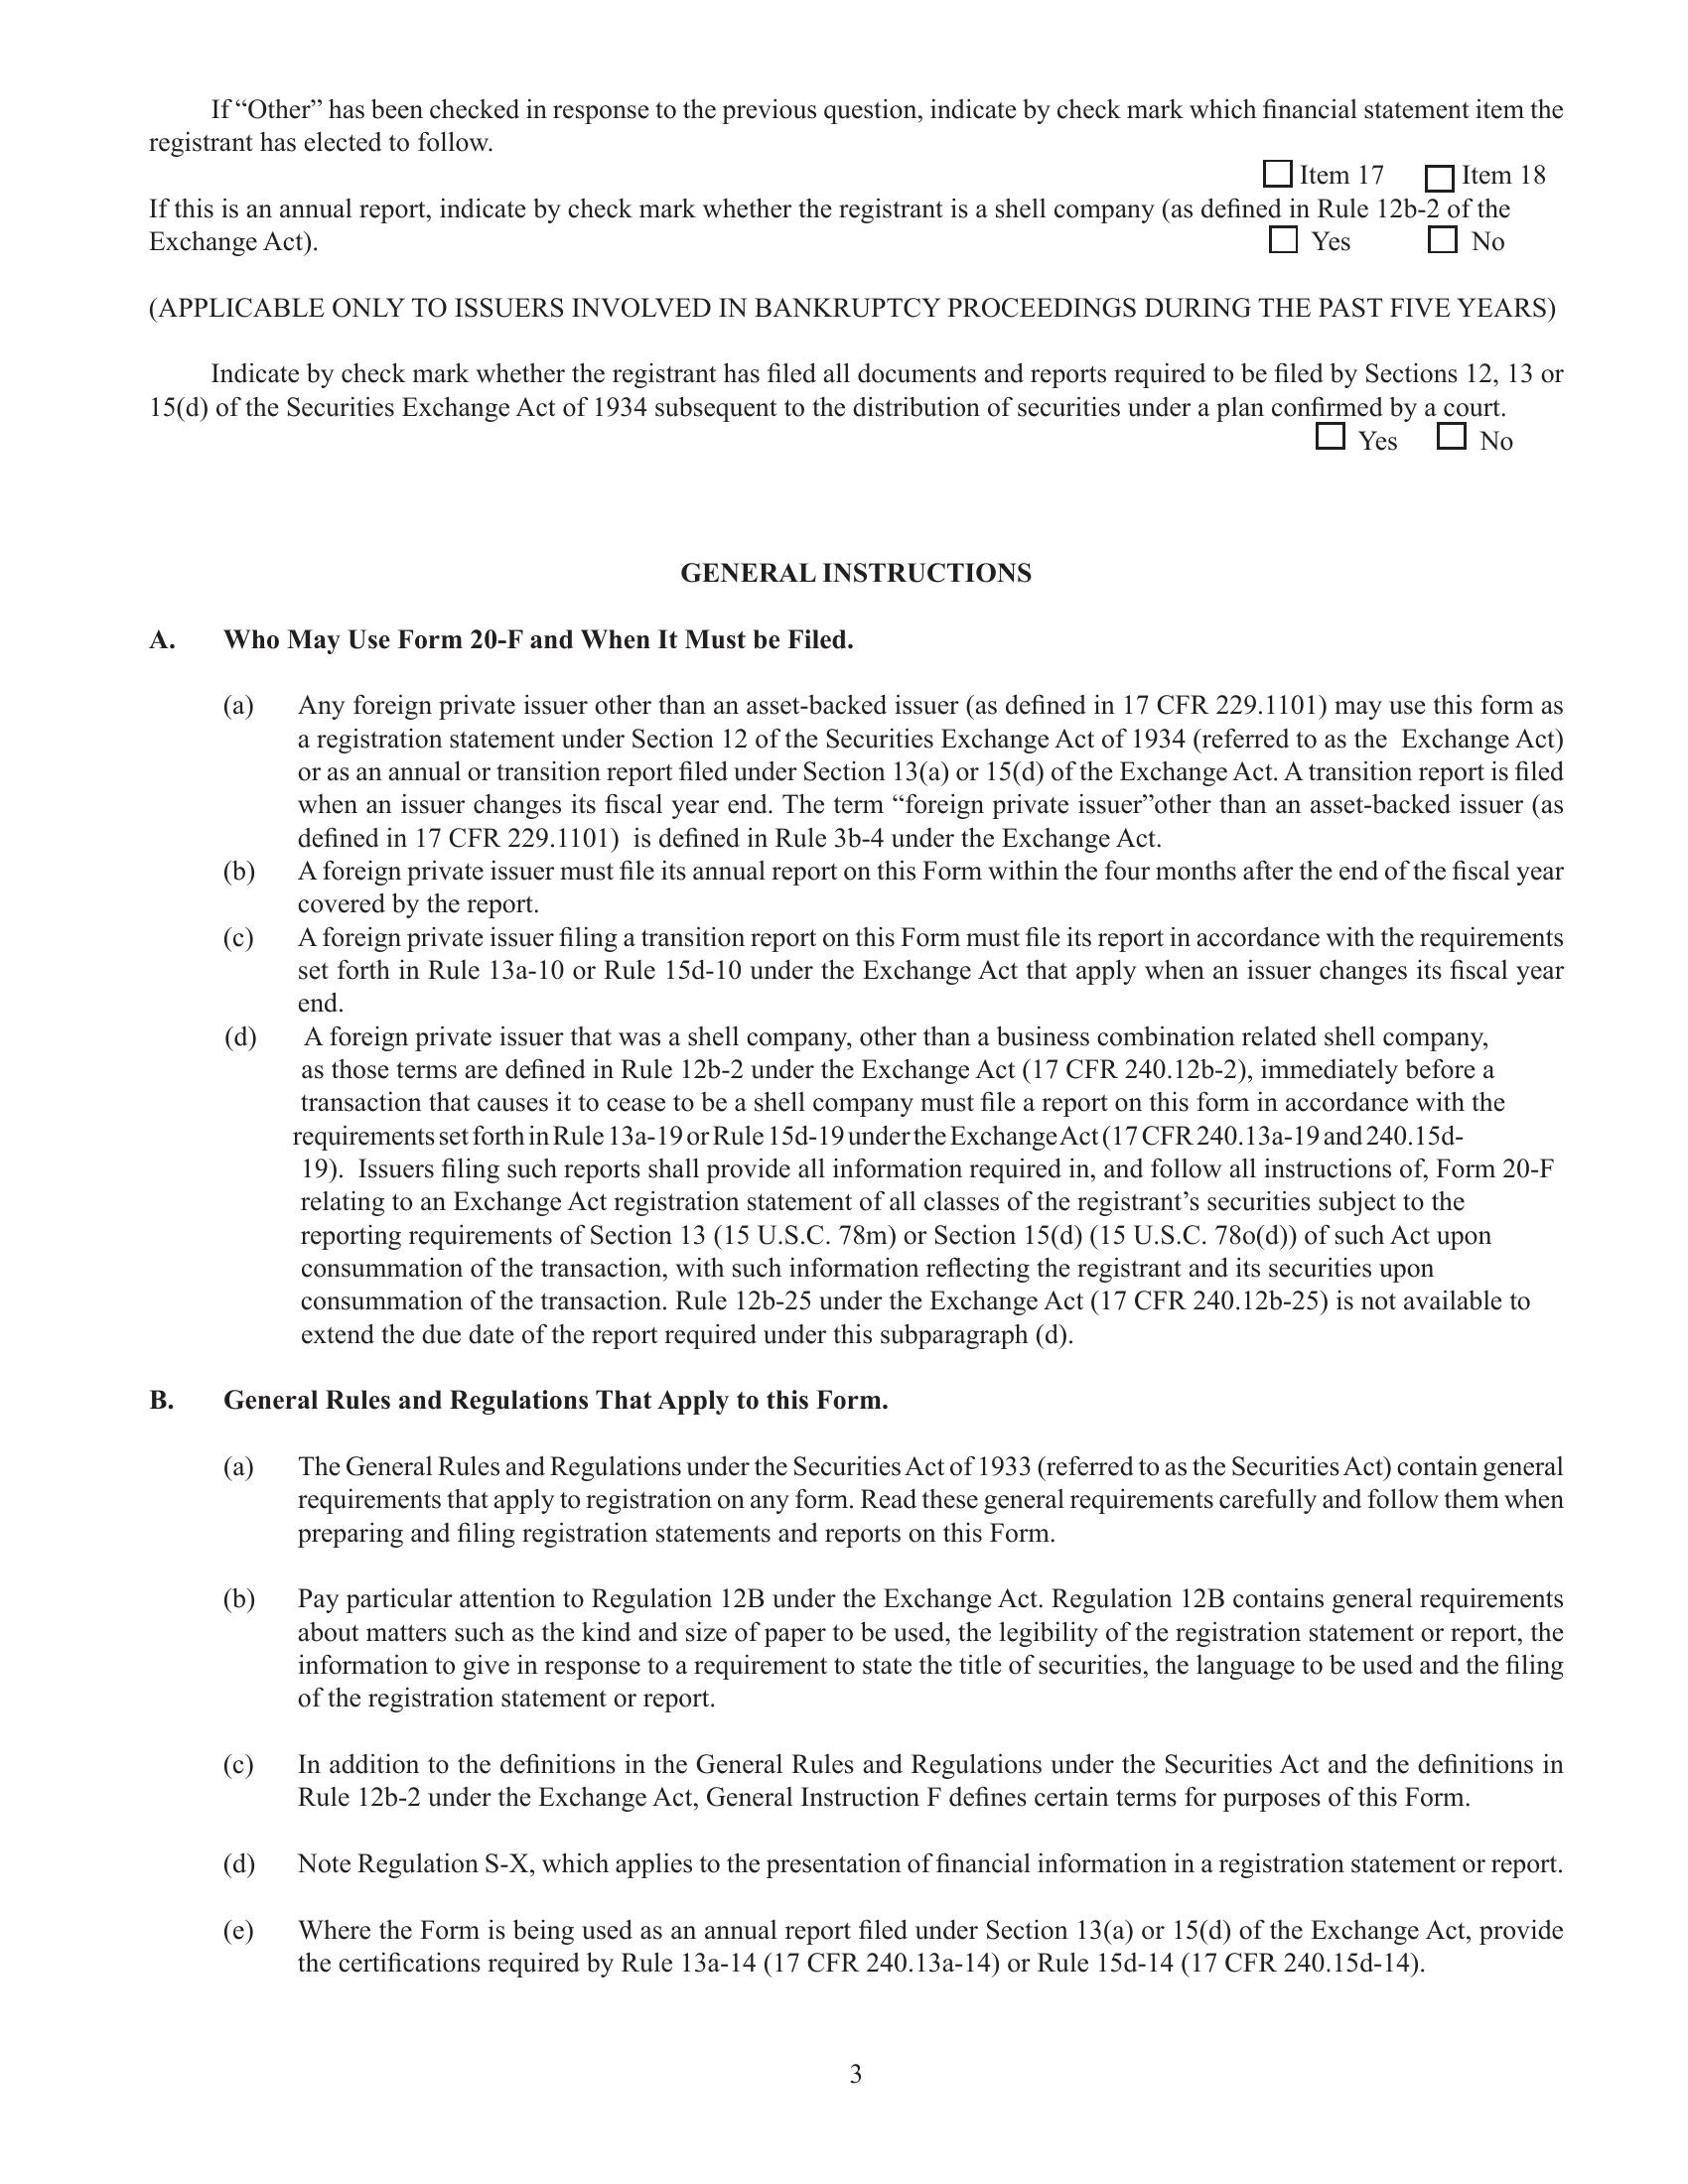 If “Other” has been checked in response to the previous question, indicate by check mark which financial statement item the
registrant has elected to follow.
Item 17 Item 18
If this is an annual report, indicate by check mark whether the registrant is a shell company (as defined in Rule 12b-2 of the
Exchange Act). Yes No
(APPLICABLE ONLY TO ISSUERS INVOLVED IN BANKRUPTCY PROCEEDINGS DURING THE PAST FIVE YEARS)
Indicate by check mark whether the registrant has filed all documents and reports required to be filed by Sections 12, 13 or
15(d) of the Securities Exchange Act of 1934 subsequent to the distribution of securities under a plan confirmed by a court.
Yes No
GENERAL INSTRUCTIONS
A. Who May Use Form 20-F and When It Must be Filed.
(a) Any foreign private issuer other than an asset-backed issuer (as defined in 17 CFR 229.1101) may use this form as
a registration statement under Section 12 of the Securities Exchange Act of 1934 (referred to as the Exchange Act)
or as an annual or transition report filed under Section 13(a) or 15(d) of the Exchange Act. A transition report is filed
when an issuer changes its fiscal year end. The term “foreign private issuer”other than an asset-backed issuer (as
defined in 17 CFR 229.1101) is defined in Rule 3b-4 under the Exchange Act.
(b) A foreign private issuer must file its annual report on this Form within the four months after the end of the fiscal year
covered by the report.
(c) A foreign private issuer filing a transition report on this Form must file its report in accordance with the requirements
set forth in Rule 13a-10 or Rule 15d-10 under the Exchange Act that apply when an issuer changes its fiscal year
end.
(d) A foreign private issuer that was a shell company, other than a business combination related shell company,
as those terms are defined in Rule 12b-2 under the Exchange Act (17 CFR 240.12b-2), immediately before a
transaction that causes it to cease to be a shell company must file a report on this form in accordance with the
requirements set forth in Rule 13a-19 or Rule 15d-19 under the Exchange Act (17 CFR 240.13a-19 and 240.15d-
19). Issuers filing such reports shall provide all information required in, and follow all instructions of, Form 20-F
relating to an Exchange Act registration statement of all classes of the registrant’s securities subject to the
reporting requirements of Section 13 (15 U.S.C. 78m) or Section 15(d) (15 U.S.C. 78o(d)) of such Act upon
consummation of the transaction, with such information reflecting the registrant and its securities upon
consummation of the transaction. Rule 12b-25 under the Exchange Act (17 CFR 240.12b-25) is not available to
extend the due date of the report required under this subparagraph (d).
B. General Rules and Regulations That Apply to this Form.
(a) The General Rules and Regulations under the Securities Act of 1933 (referred to as the Securities Act) contain general
requirements that apply to registration on any form. Read these general requirements carefully and follow them when
preparing and filing registration statements and reports on this Form.
(b) Pay particular attention to Regulation 12B under the Exchange Act. Regulation 12B contains general requirements
about matters such as the kind and size of paper to be used, the legibility of the registration statement or report, the
information to give in response to a requirement to state the title of securities, the language to be used and the filing
of the registration statement or report.
(c) In addition to the definitions in the General Rules and Regulations under the Securities Act and the definitions in
Rule 12b-2 under the Exchange Act, General Instruction F defines certain terms for purposes of this Form.
(d) Note Regulation S-X, which applies to the presentation of financial information in a registration statement or report.
(e) Where the Form is being used as an annual report filed under Section 13(a) or 15(d) of the Exchange Act, provide
the certifications required by Rule 13a-14 (17 CFR 240.13a-14) or Rule 15d-14 (17 CFR 240.15d-14).
3